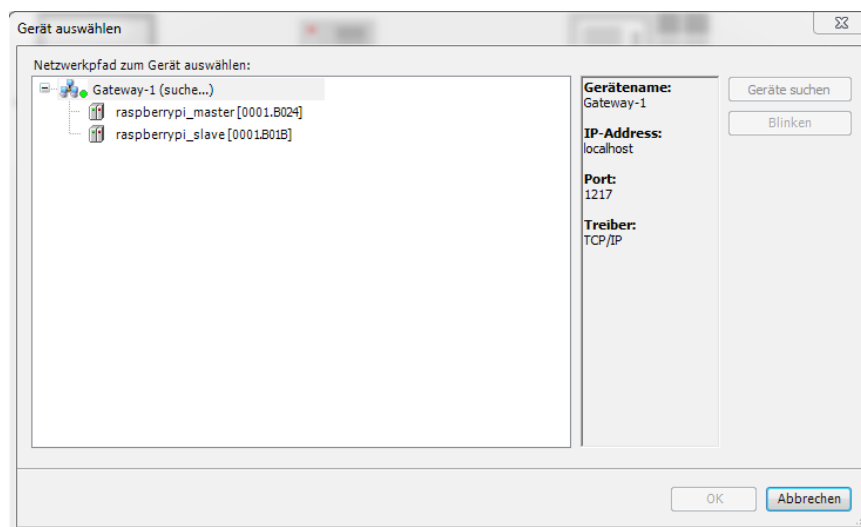 Gerät auswählen
Netzwerkpfad zum Gerät auswählen:
Gateway-1 (suche...)
raspberrypi_master [0001.B024]
raspberrypi_slave [0001.B01B]
Gerätename:
Gateway-1
IP-Address:
localhost
Port:
1217
Treiber:
TCP/IP
Geräte suchen
Blinken
OK
Abbrechen